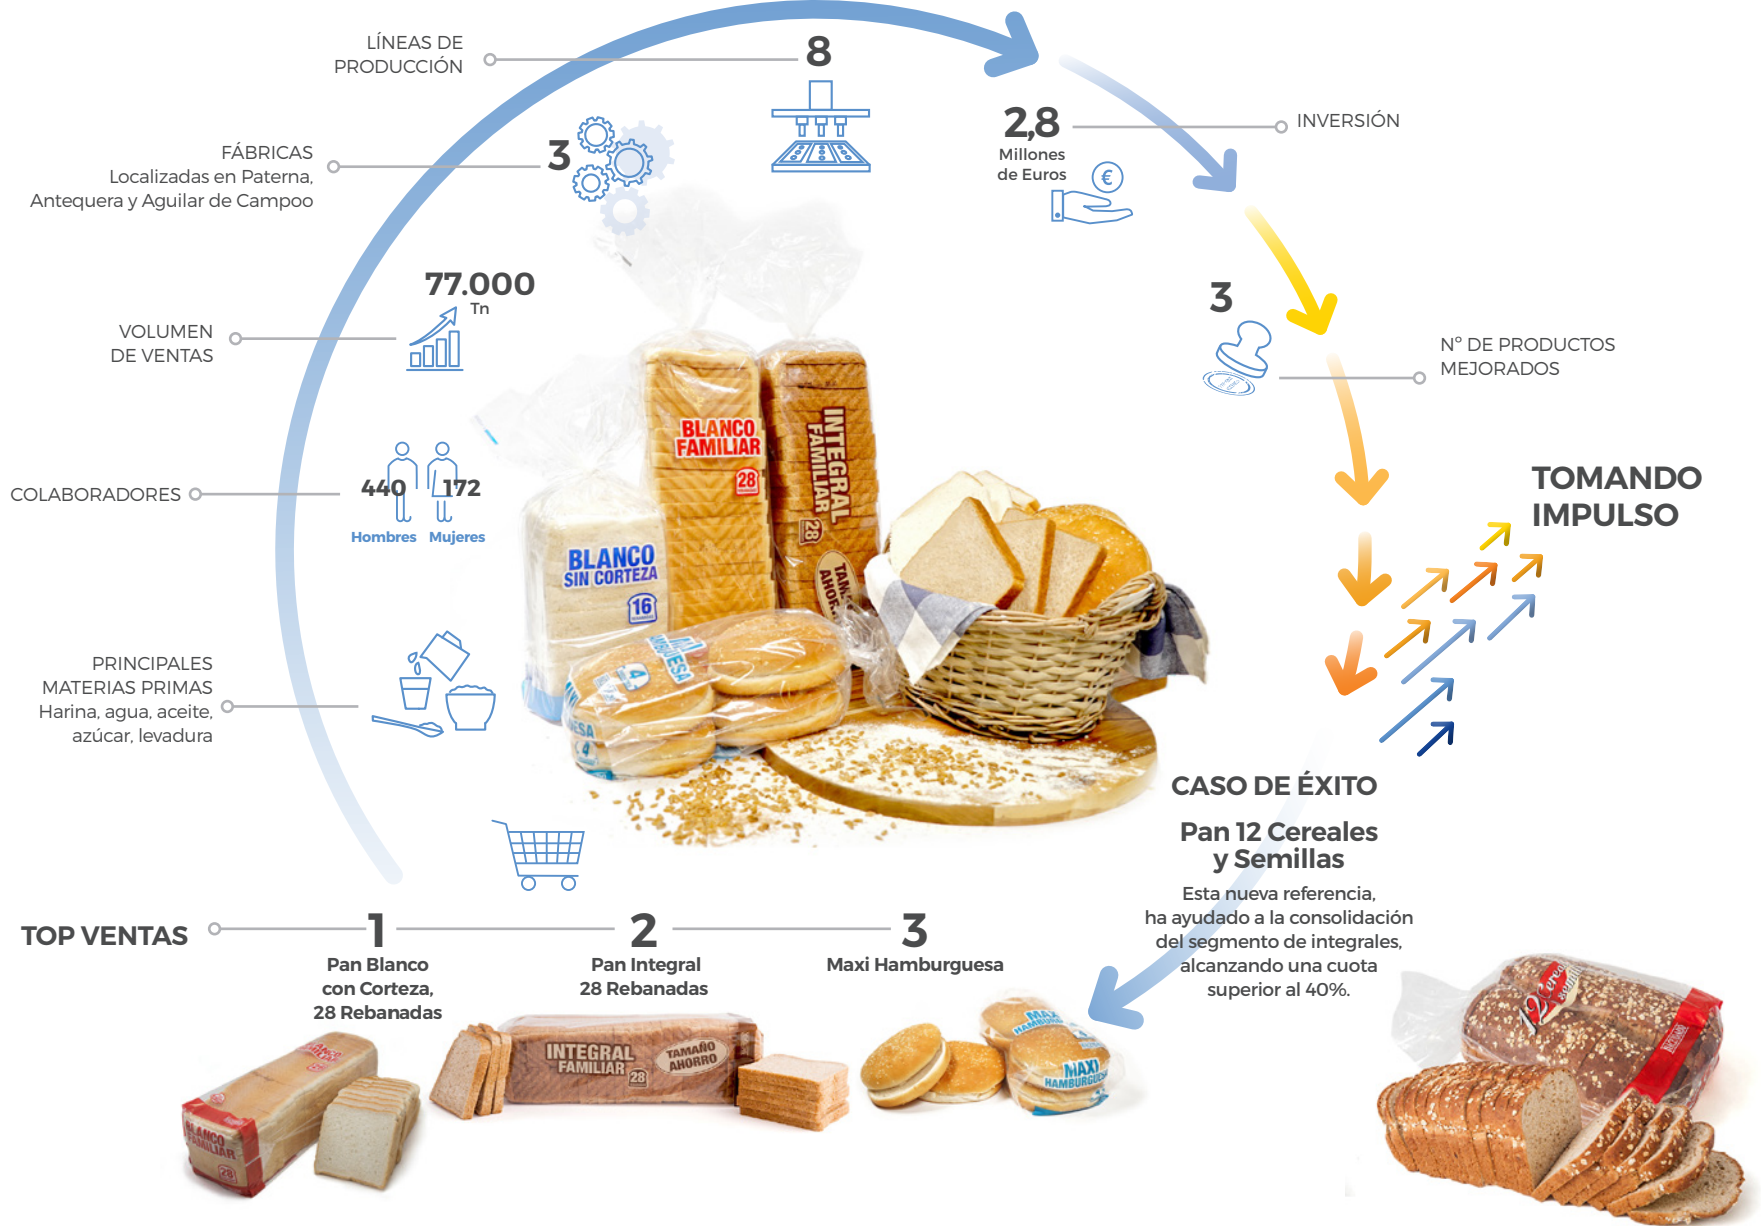 LÍNEAS DE
PRODUCCIÓN
8
FÁBRICAS
Localizadas en Paterna,
Antequera y Aguilar de Campoo
3
2,8
Millones
de Euros
€
INVERSIÓN
77.000
Tn
VOLUMEN
DE VENTAS
3
Nº DE PRODUCTOS
MEJORADOS
COLABORADORES
440
172
Hombres
Mujeres
PRINCIPALES
MATERIAS PRIMAS
Harina, agua, aceite,
azúcar, levadura
BLANCO
FAMILIAR
28
INTEGRAL
FAMILIAR
28
BLANCO
SIN CORTEZA
16
4
TOMANDO
IMPULSO
CASO DE ÉXITO
Pan 12 Cereales
y Semillas
Esta nueva referencia,
ha ayudado a la consolidación
del segmento de integrales,
alcanzando una cuota
superior al 40%.
TOP VENTAS
1
Pan Blanco
con Corteza,
28 Rebanadas
2
Pan Integral
28 Rebanadas
3
Maxi Hamburguesa
BLANCO
FAMILIAR
28
INTEGRAL
FAMILIAR
28
TAMAÑO
AHORRO
MAXI
HAMBURGUESA
12